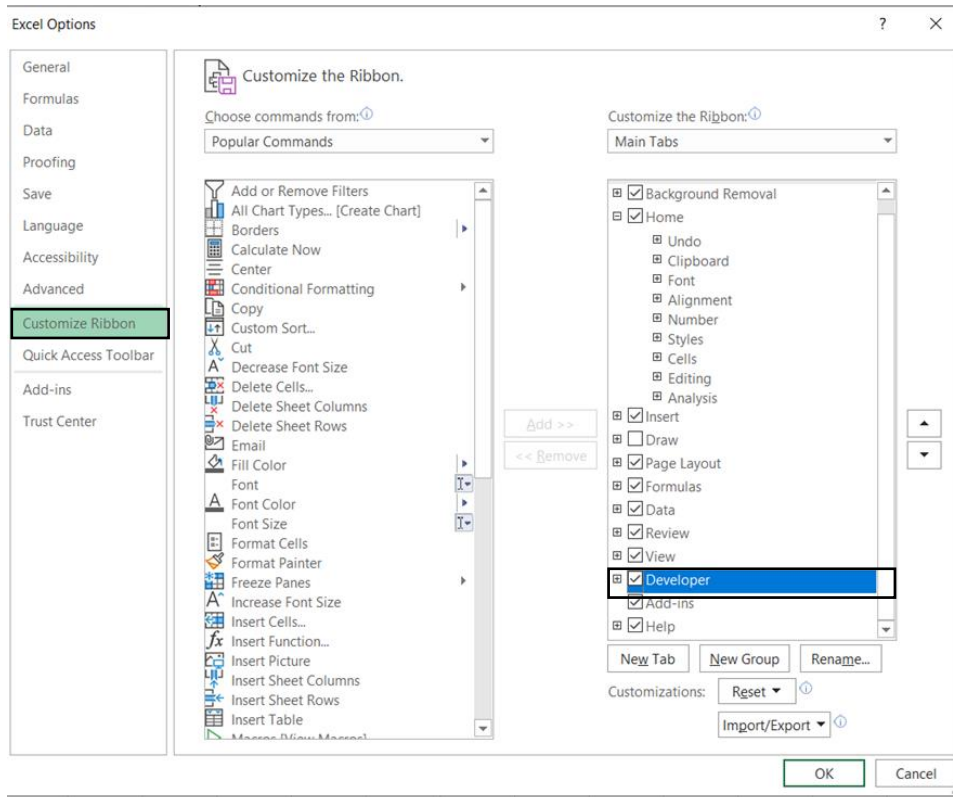 Excel Options
?
General
Formulas
Data
Proofing
Save
Language
Accessibility
Advanced
Customize Ribbon
Quick Access Toolbar
Add-ins
Trust Center
Customize the Ribbon.
Choose commands from:
Popular Commands
Add or Remove Filters
All Chart Types... [Create Chart]
Borders
Calculate Now
Center
Conditional Formatting
Copy
Custom Sort...
Cut
Decrease Font Size
Delete Cells...
Delete Sheet Columns
Delete Sheet Rows
Email
Fill Color
Font
Font Color
Font Size
Format Cells
Format Painter
Freeze Panes
Increase Font Size
Insert Cells...
Insert Function...
Insert Picture
Insert Sheet Columns
Insert Sheet Rows
Insert Table
Macros [View Macros]
Add >>
<< Remove
Customize the Ribbon:
Main Tabs
Background Removal
Home
Undo
Clipboard
Font
Alignment
Number
Styles
Cells
Editing
Analysis
Insert
Draw
Page Layout
Formulas
Data
Review
View
Developer
Add-ins
Help
New Tab New Group Rename...
Customizations: Reset
Import/Export
OK Cancel